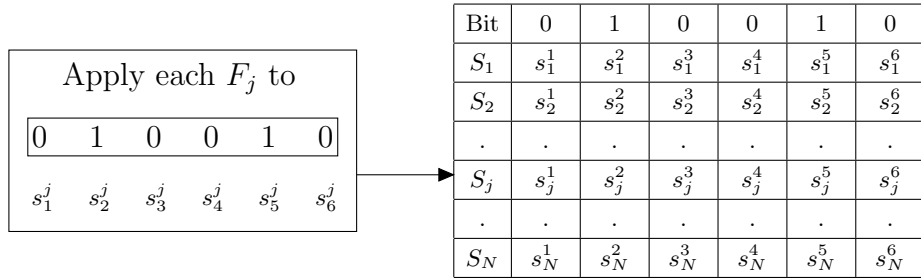 Apply each $F_j$ to
0 1 0 0 1 0
$s_1^j$ $s_2^j$ $s_3^j$ $s_4^j$ $s_5^j$ $s_6^j$
Bit 0 1 0 0 1 0
$S_1$ $s_1^1$ $s_1^2$ $s_1^3$ $s_1^4$ $s_1^5$ $s_1^6$
$S_2$ $s_2^1$ $s_2^2$ $s_2^3$ $s_2^4$ $s_2^5$ $s_2^6$
. . . . . . .
$S_j$ $s_j^1$ $s_j^2$ $s_j^3$ $s_j^4$ $s_j^5$ $s_j^6$
. . . . . . .
$S_N$ $s_N^1$ $s_N^2$ $s_N^3$ $s_N^4$ $s_N^5$ $s_N^6$